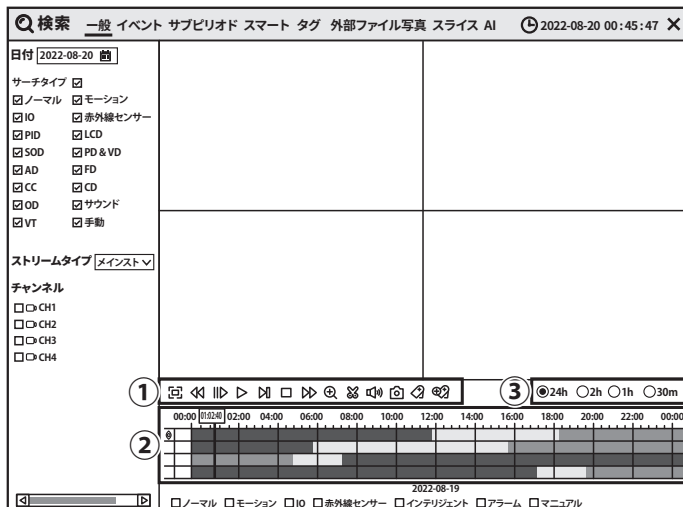 検索 一般 イベント サブピリオド スマート タグ 外部ファイル写真 スライス AI 2022-08-20 00:45:47 ×
日付 2022-08-20
サーチタイプ
ノーマル モーション
IO 赤外線センサー
PID LCD
SOD PD & VD
AD FD
CC CD
OD サウンド
VT 手動
ストリームタイプ メインスト
チャンネル
CH1
CH2
CH3
CH4
① ③ 24h 2h 1h 30m
00:00 01:02:40 02:00 04:00 06:00 08:00 10:00 12:00 14:00 16:00 18:00 20:00 22:00 00:00
②
2022-08-19
ノーマル モーション IO 赤外線センサー インテリジェント アラーム マニュアル